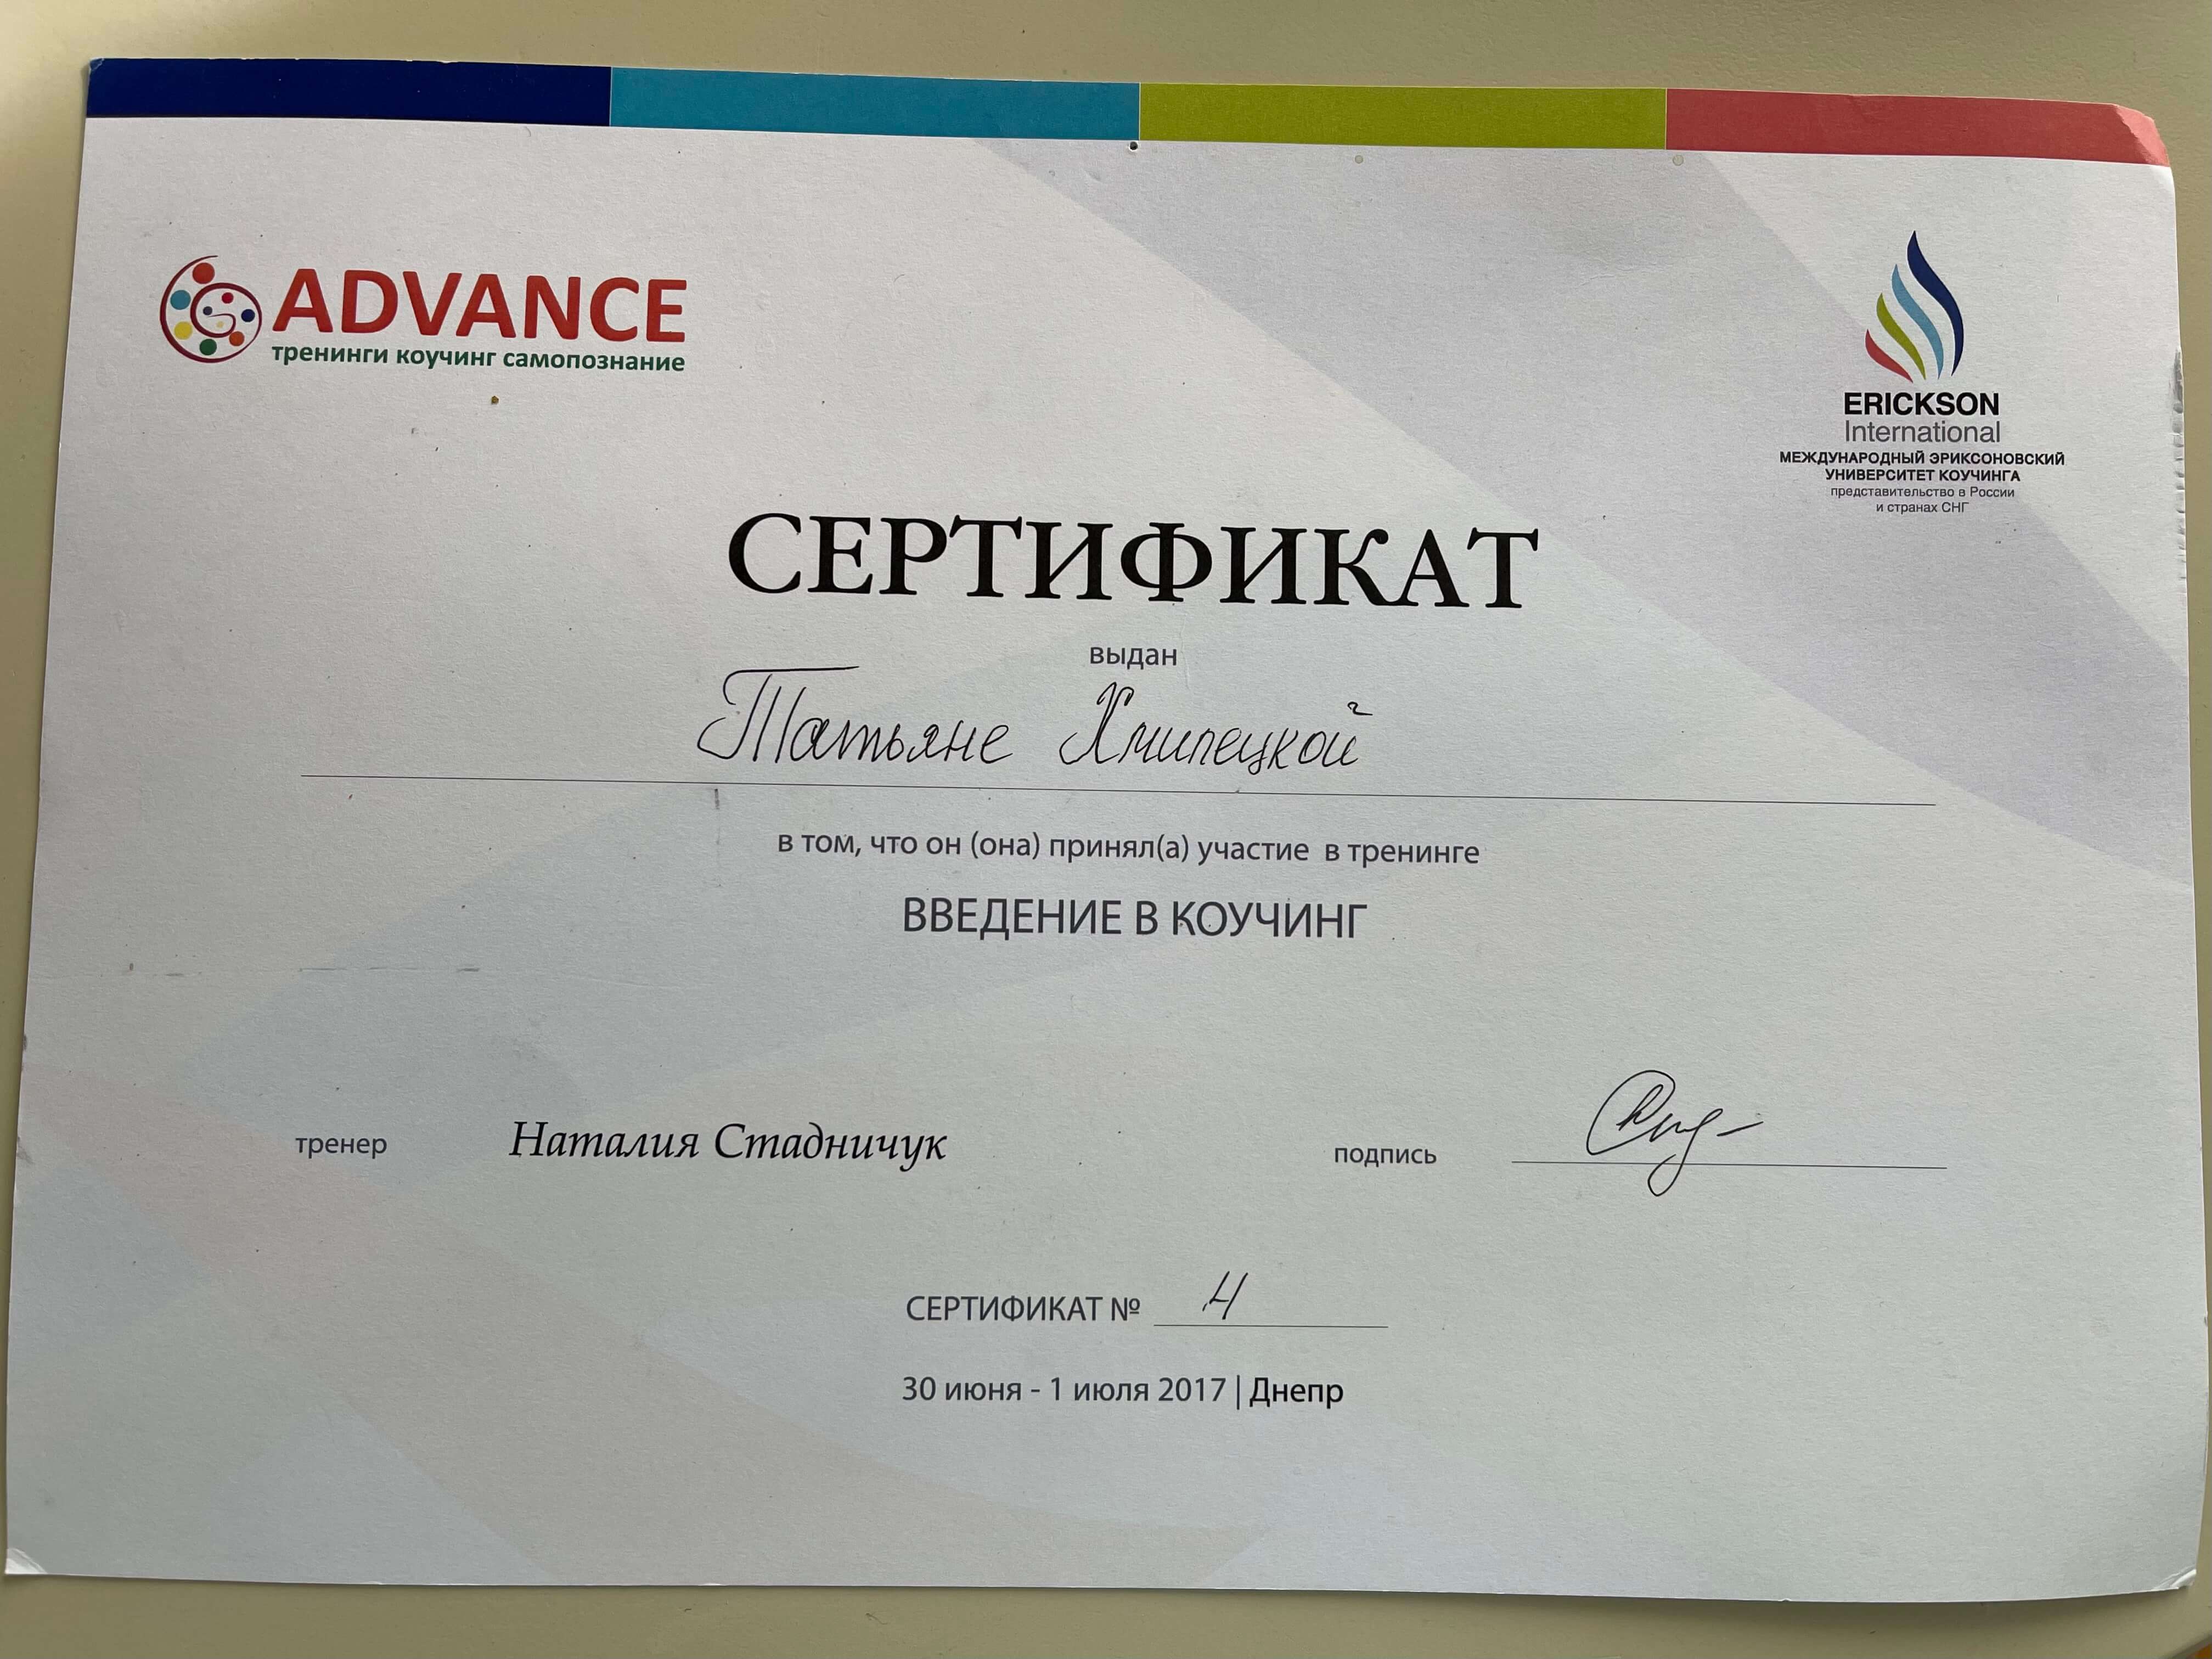 ADVANCE
тренинги коучинг самопознание
ERICKSON
International
МЕЖДУНАРОДНЫЙ ЭРИКСОНОВСКИЙ
УНИВЕРСИТЕТ КОУЧИНГА
представительство в России
и странах СНГ
СЕРТИФИКАТ
выдан
Татьяне Хмилецкой
в том, что он (она) принял(а) участие в тренинге
ВВЕДЕНИЕ В КОУЧИНГ
тренер Наталия Стадничук подпись
СЕРТИФИКАТ № 4
30 июня - 1 июля 2017 | Днепр